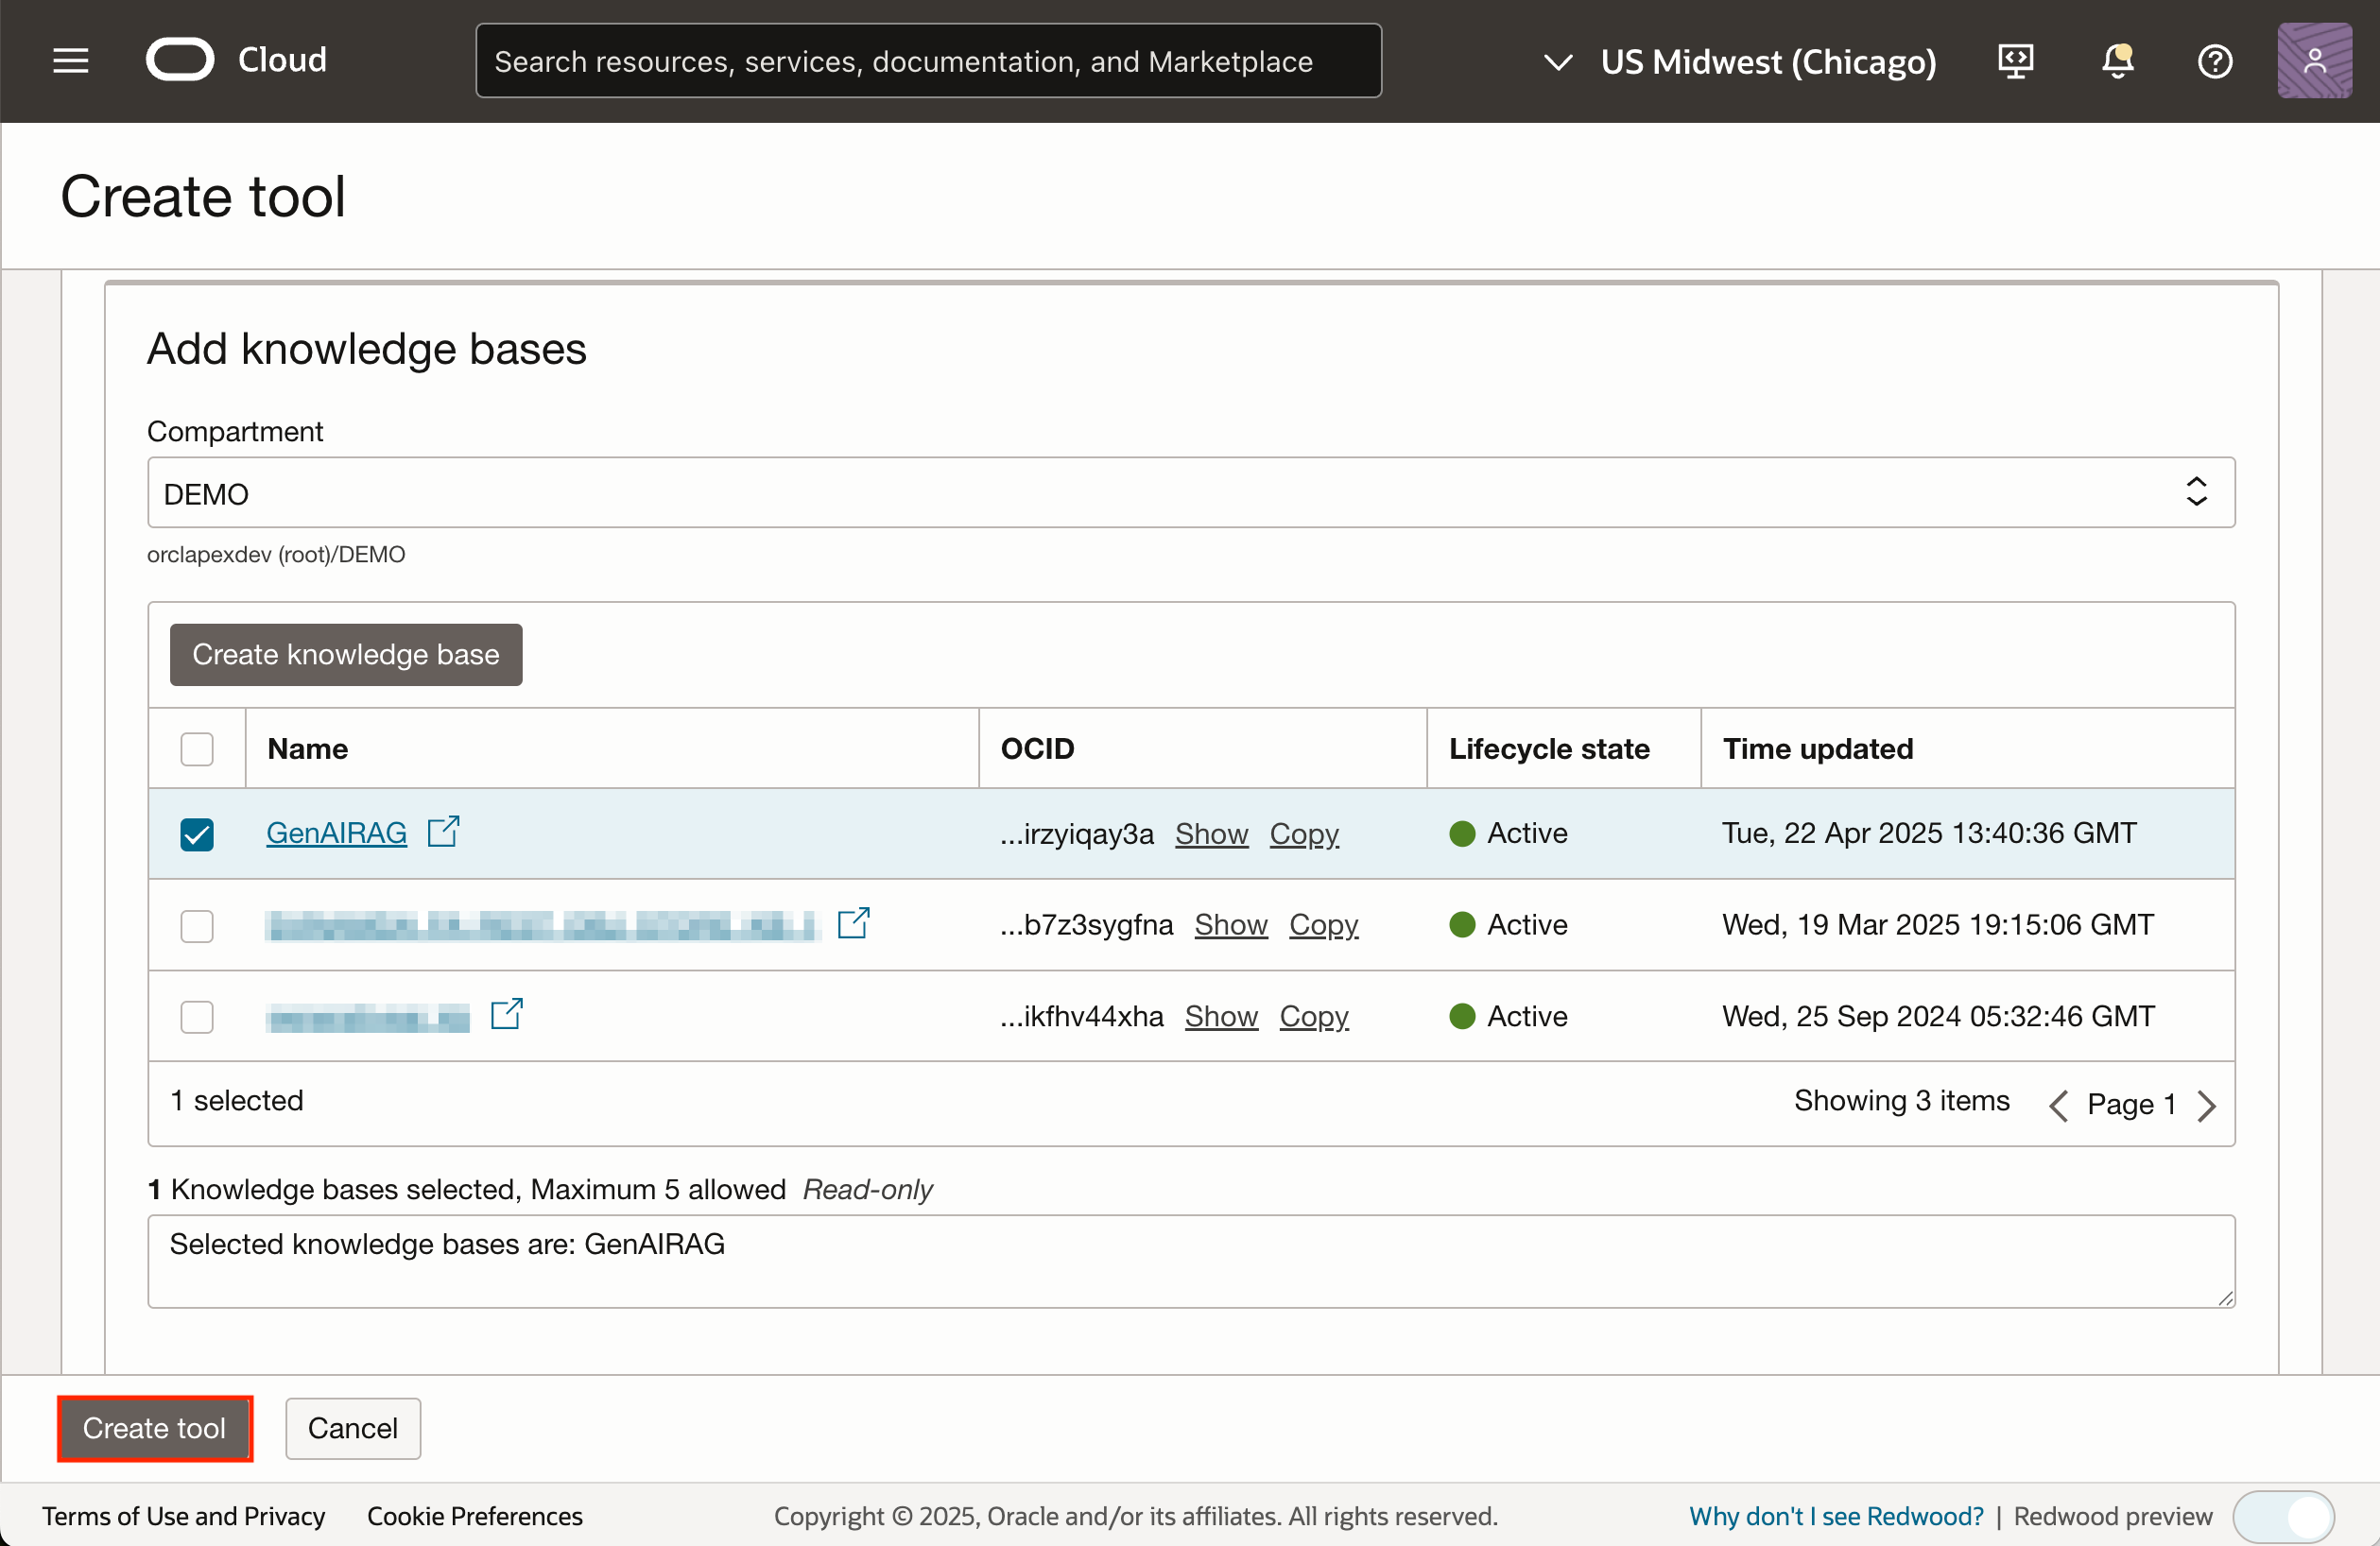 Cloud
Search resources, services, documentation, and Marketplace
US Midwest (Chicago)
Create tool
Add knowledge bases
Compartment
DEMO
orclapexdev (root)/DEMO
Create knowledge base
Name OCID Lifecycle state Time updated
GenAIRAG ...irzyiqay3a Show Copy Active Tue, 22 Apr 2025 13:40:36 GMT
...b7z3sygfna Show Copy Active Wed, 19 Mar 2025 19:15:06 GMT
...ikfhv44xha Show Copy Active Wed, 25 Sep 2024 05:32:46 GMT
1 selected Showing 3 items Page 1
1 Knowledge bases selected, Maximum 5 allowed Read-only
Selected knowledge bases are: GenAIRAG
Create tool Cancel
Terms of Use and Privacy Cookie Preferences Copyright © 2025, Oracle and/or its affiliates. All rights reserved. Why don't I see Redwood? | Redwood preview